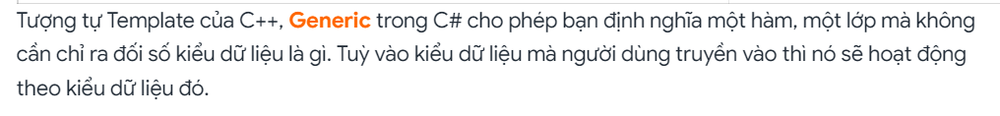 Tượng tự Template của C++, Generic trong C# cho phép bạn định nghĩa một hàm, một lớp mà không
cần chỉ ra đối số kiểu dữ liệu là gì. Tuỳ vào kiểu dữ liệu mà người dùng truyền vào thì nó sẽ hoạt động
theo kiểu dữ liệu đó.